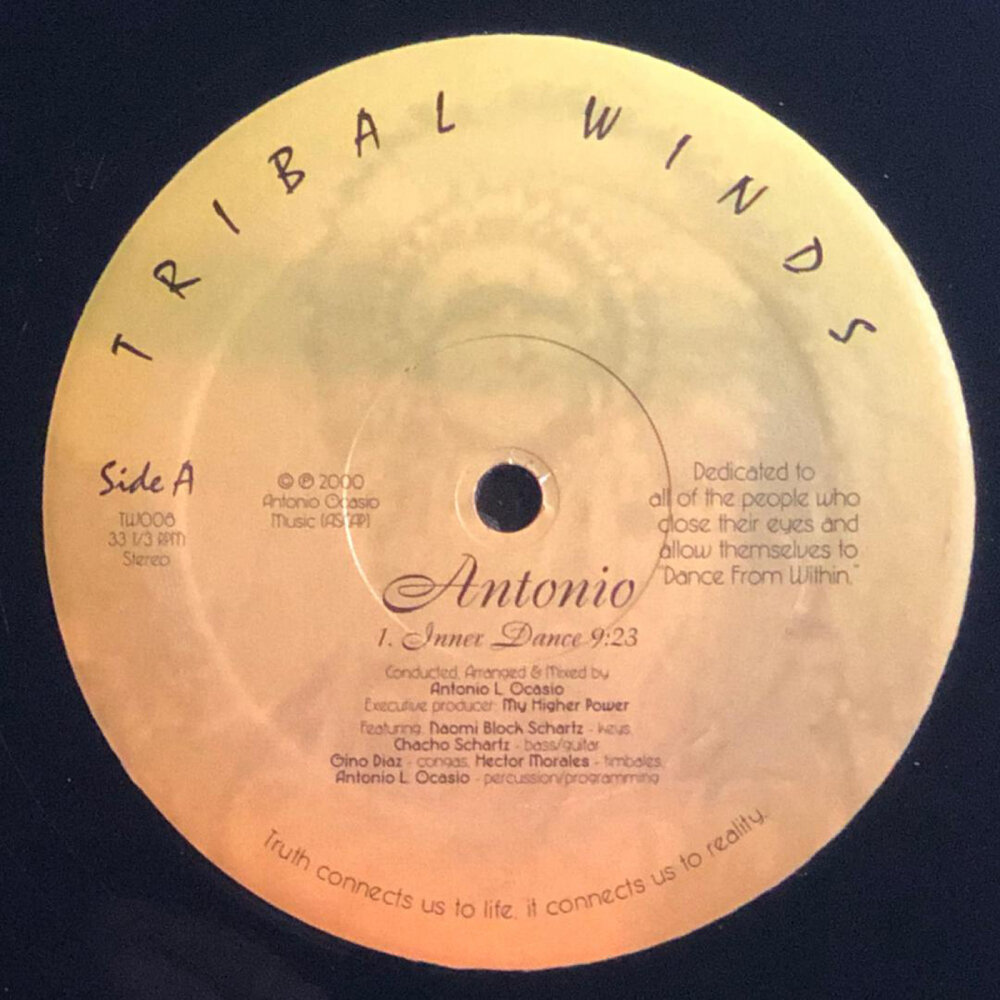 TRIBAL WINDS
Side A
TW008
33 1/3 RPM
Stereo
© ℗ 2000
Antonio Ocasio
Music (ASCAP)
Dedicated to
all of the people who
close their eyes and
allow themselves to
"Dance From Within."
Antonio
1. Inner Dance 9:23
Conducted, Arranged & Mixed by
Antonio L. Ocasio
Executive producer: My Higher Power
Featuring: Naomi Block Schartz - keys,
Chacho Schartz - bass/guitar
Gino Diaz - congas, Hector Morales - timbales,
Antonio L. Ocasio - percussion/programming
Truth connects us to life, it connects us to reality.